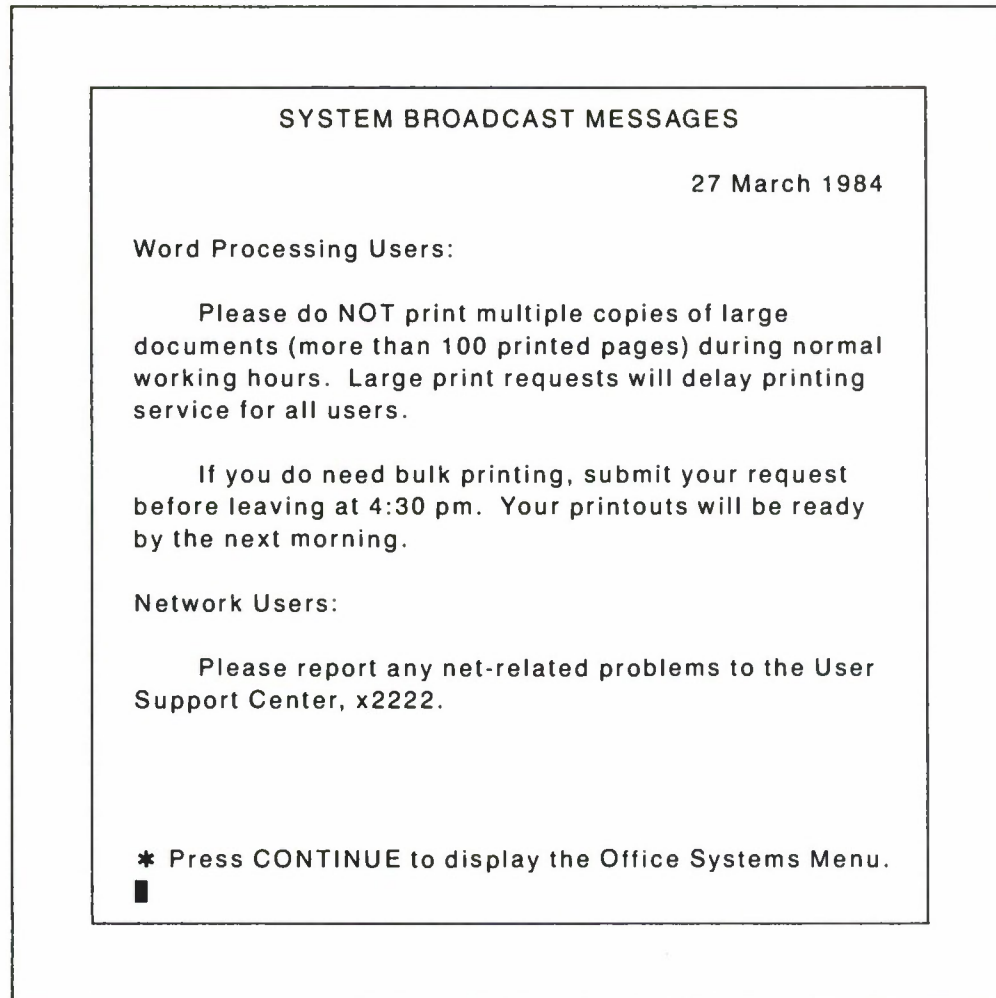 SYSTEM BROADCAST MESSAGES
27 March 1984
Word Processing Users:
Please do NOT print multiple copies of large
documents (more than 100 printed pages) during normal
working hours. Large print requests will delay printing
service for all users.
If you do need bulk printing, submit your request
before leaving at 4:30 pm. Your printouts will be ready
by the next morning.
Network Users:
Please report any net-related problems to the User
Support Center, x2222.
* Press CONTINUE to display the Office Systems Menu.